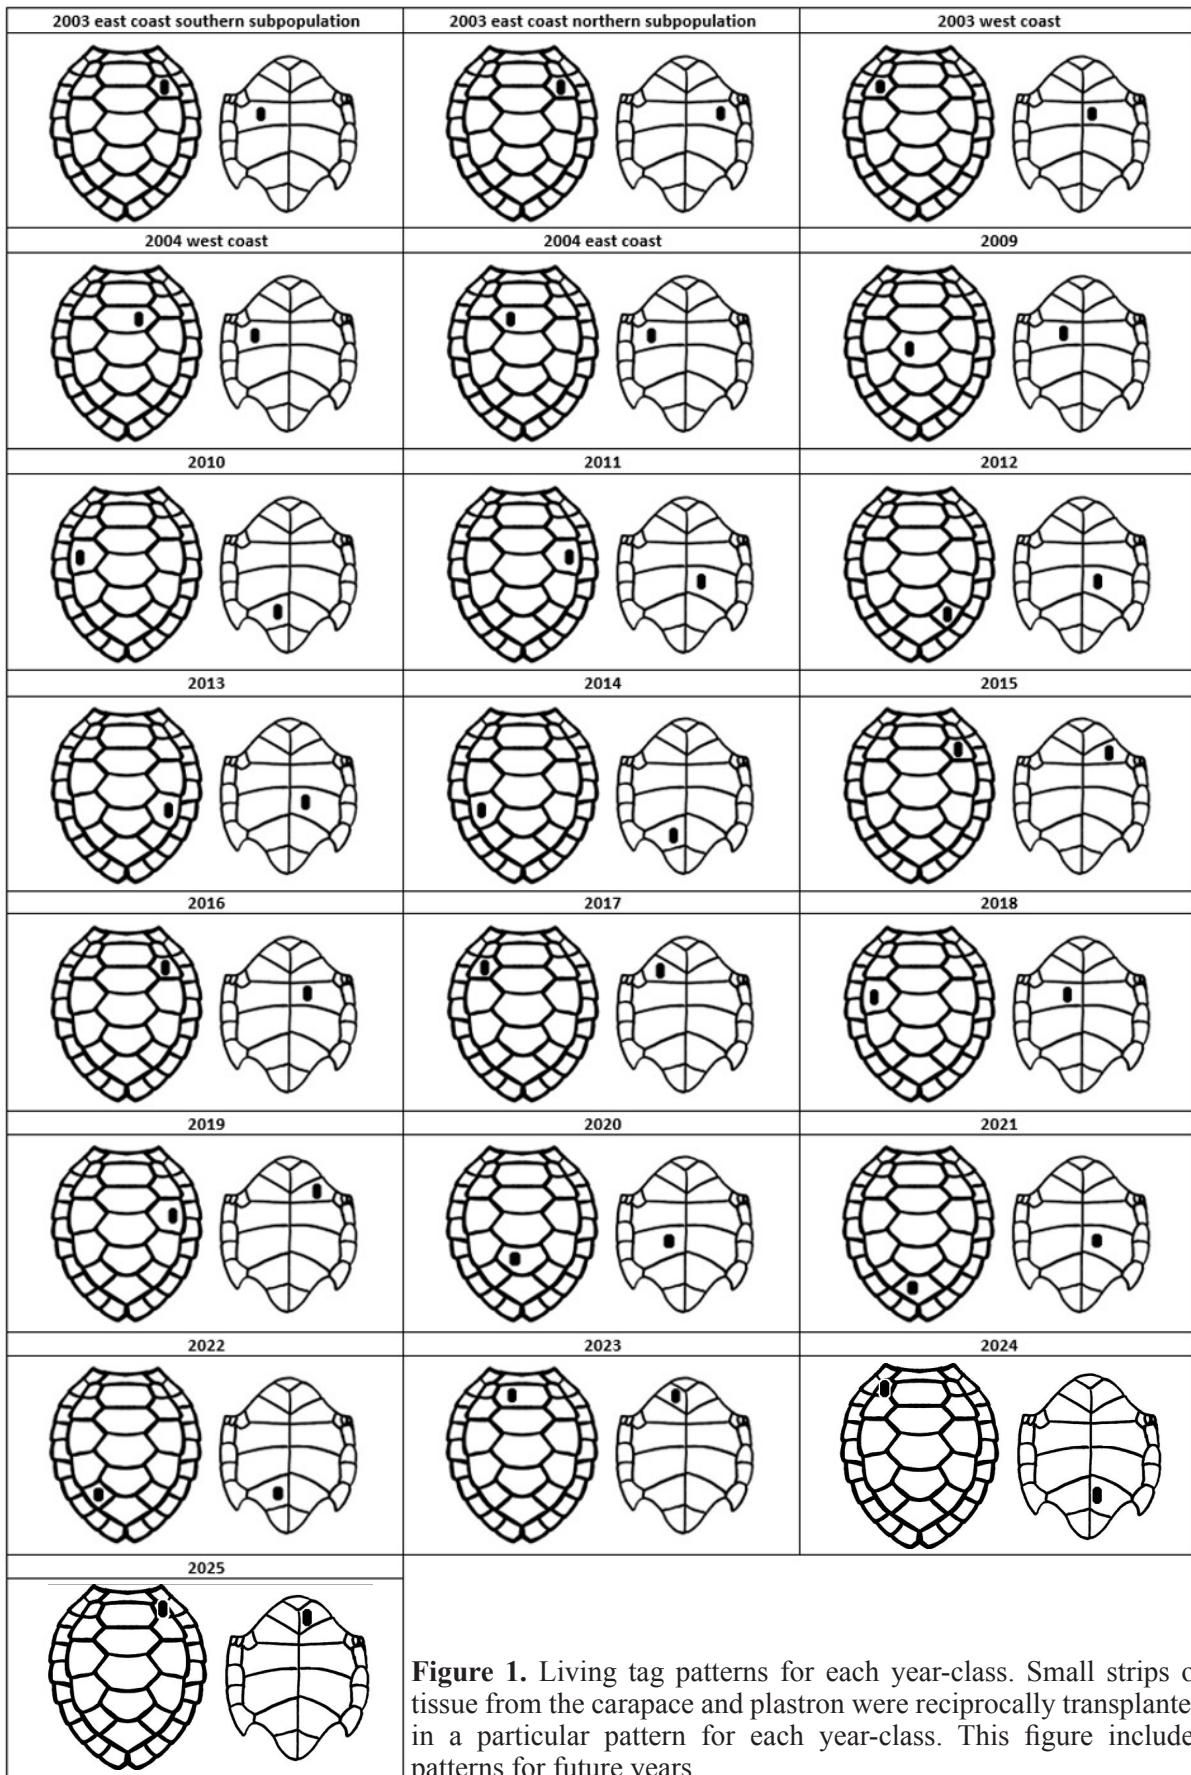 2003 east coast southern subpopulation
2003 east coast northern subpopulation
2003 west coast
2004 west coast
2004 east coast
2009
2010
2011
2012
2013
2014
2015
2016
2017
2018
2019
2020
2021
2022
2023
2024
2025
Figure 1. Living tag patterns for each year-class. Small strips o
tissue from the carapace and plastron were reciprocally transplante
in a particular pattern for each year-class. This figure include
patterns for future years